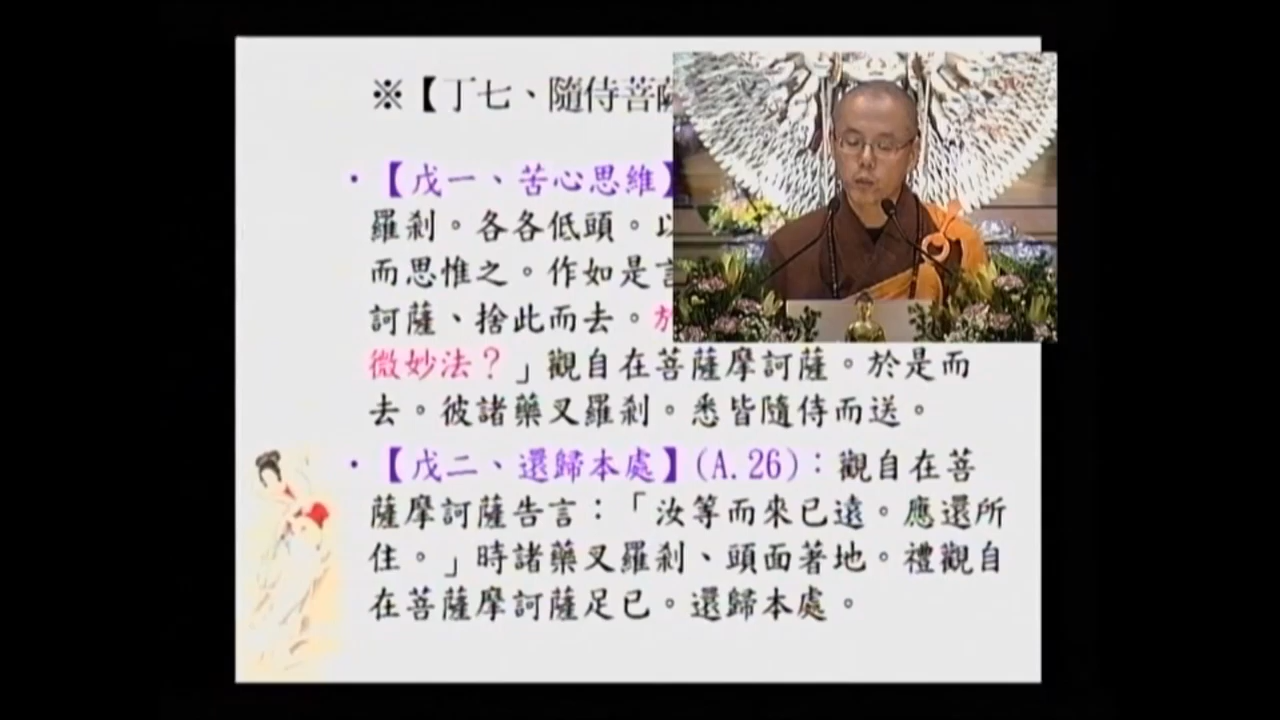 ※【丁七、隨侍菩薩
・【戊一、苦心思維】
羅剎。各各低頭。以
而思惟之。作如是言
訶薩、捨此而去。於
微妙法？」觀自在菩薩摩訶薩。於是而
去。彼諸藥叉羅剎。悉皆隨侍而送。
・【戊二、還歸本處】(A.26)：觀自在菩
薩摩訶薩告言：「汝等而來已遠。應還所
住。」時諸藥叉羅剎、頭面著地。禮觀自
在菩薩摩訶薩足已。還歸本處。